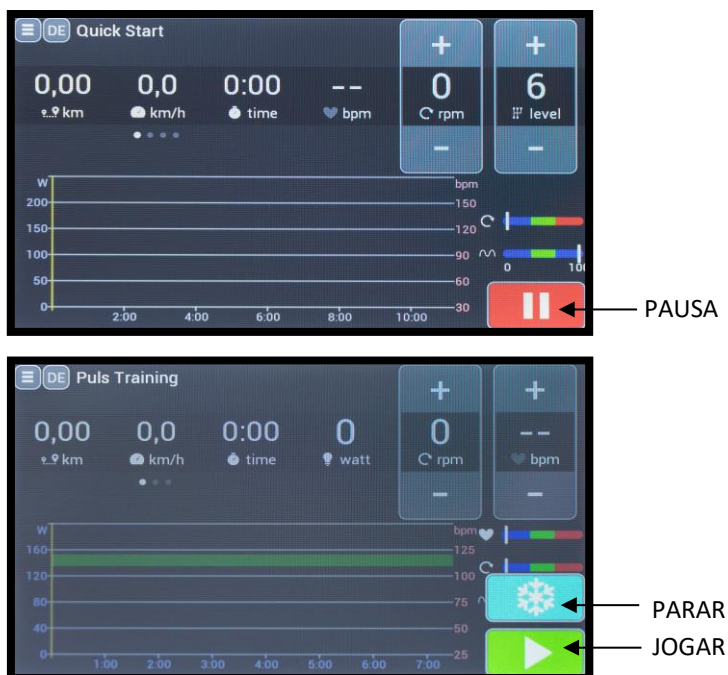 DE Quick Start
0,00 0,0 0:00 -- 0 6
km km/h time bpm rpm level
W bpm
200 150
150 120
100 90
50 60
0 30
0 10
2:00 4:00 6:00 8:00 10:00
PAUSA
DE Puls Training
0,00 0,0 0:00 0 0 --
km km/h time watt rpm bpm
W bpm
160 125
120 100
80 75
40 50
0 25
1:00 2:00 3:00 4:00 5:00 6:00 7:00
PARAR
JOGAR